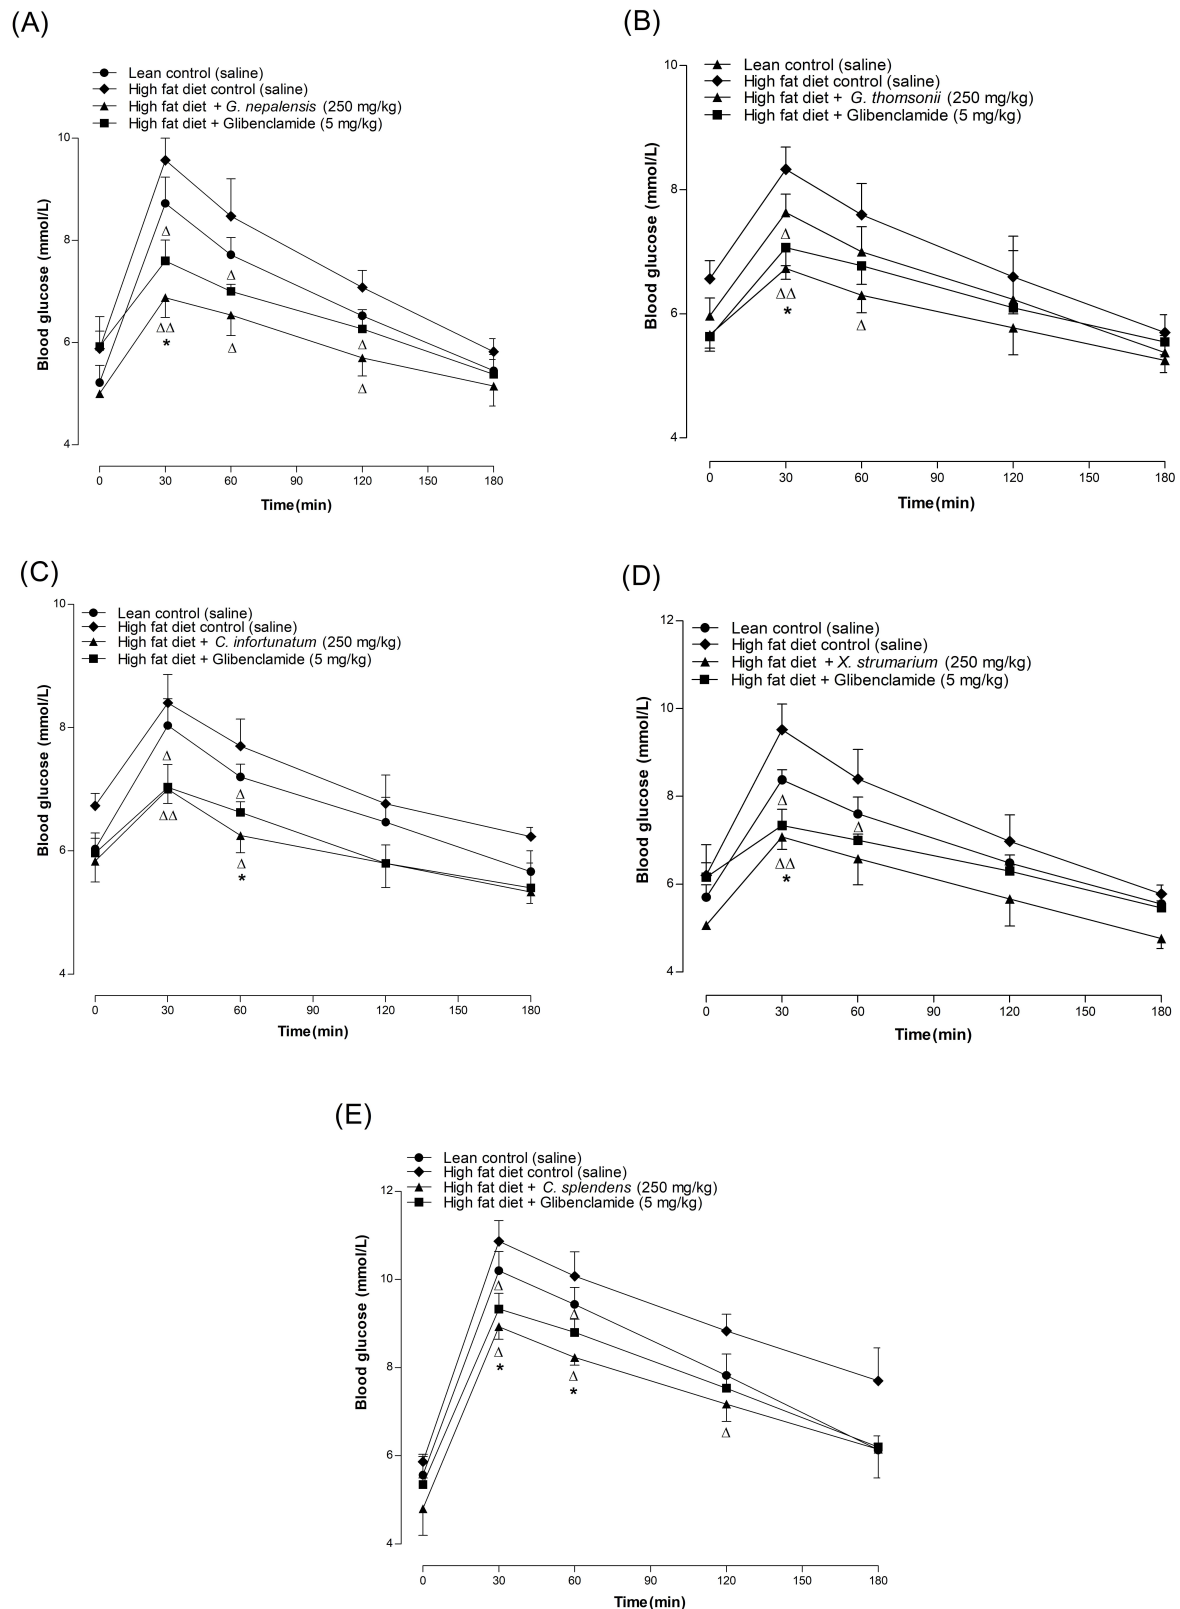 (A)
Lean control (saline)
High fat diet control (saline)
High fat diet + G. nepalensis (250 mg/kg)
High fat diet + Glibenclamide (5 mg/kg)
Blood glucose (mmol/L)
10
8
6
4
Δ
ΔΔ
*
Δ
Δ
Δ
Δ
0 30 60 90 120 150 180
Time(min)
(B)
Lean control (saline)
High fat diet control (saline)
High fat diet + G. thomsonii (250 mg/kg)
High fat diet + Glibenclamide (5 mg/kg)
Blood glucose (mmol/L)
10
8
6
4
Δ
ΔΔ
*
Δ
0 30 60 90 120 150 180
Time(min)
(C)
Lean control (saline)
High fat diet control (saline)
High fat diet + C. infortunatum (250 mg/kg)
High fat diet + Glibenclamide (5 mg/kg)
Blood glucose (mmol/L)
10
8
6
4
Δ
ΔΔ
Δ
Δ
*
0 30 60 90 120 150 180
Time(min)
(D)
Lean control (saline)
High fat diet control (saline)
High fat diet + X. strumarium (250 mg/kg)
High fat diet + Glibenclamide (5 mg/kg)
Blood glucose (mmol/L)
12
10
8
6
4
Δ
ΔΔ
*
Δ
0 30 60 90 120 150 180
Time(min)
(E)
Lean control (saline)
High fat diet control (saline)
High fat diet + C. splendens (250 mg/kg)
High fat diet + Glibenclamide (5 mg/kg)
Blood glucose (mmol/L)
12
10
8
6
4
Δ
Δ
*
Δ
Δ
*
Δ
0 30 60 90 120 150 180
Time(min)